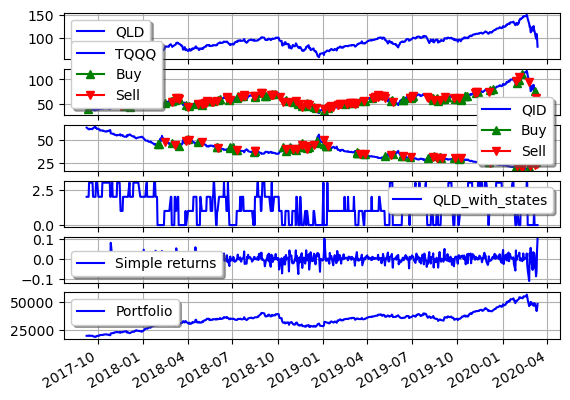 150
QLD
100
TQQQ
100
Buy
50
Sell
QID
50
Buy
25
Sell
2.5
QLD_with_states
0.0
0.1
0.0
Simple returns
-0.1
50000
Portfolio
25000
2017-10 2018-01 2018-04 2018-07 2018-10 2019-01 2019-04 2019-07 2019-10 2020-01 2020-04